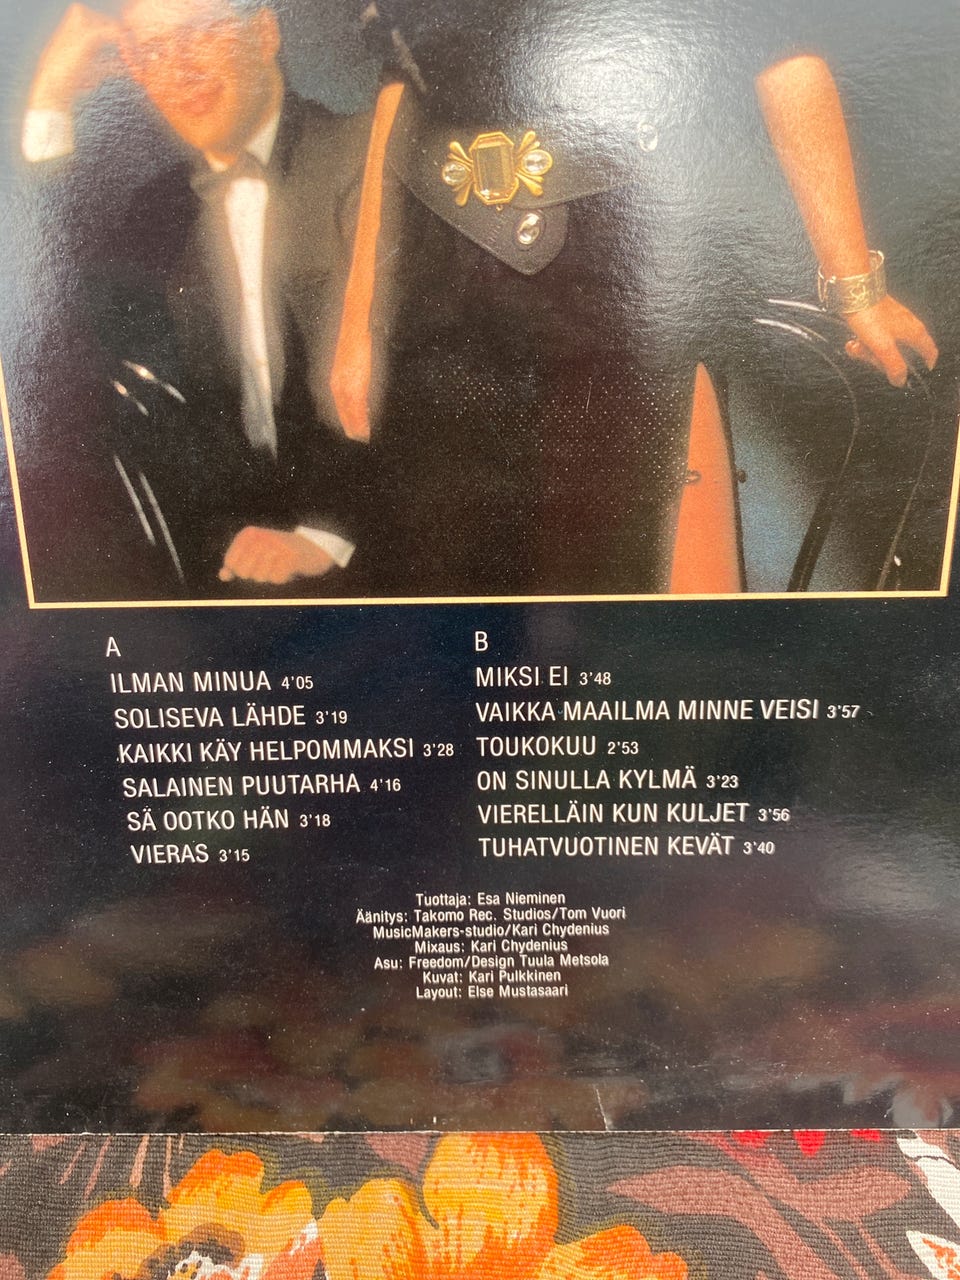 A
ILMAN MINUA 4'05
SOLISEVA LÄHDE 3'19
KAIKKI KÄY HELPOMMAKSI 3'28
SALAINEN PUUTARHA 4'16
SÄ OOTKO HÄN 3'18
VIERAS 3'15
B
MIKSI EI 3'48
VAIKKA MAAILMA MINNE VEISI 3'57
TOUKOKUU 2'53
ON SINULLA KYLMÄ 3'23
VIERELLÄIN KUN KULJET 3'56
TUHATVUOTINEN KEVÄT 3'40
Tuottaja: Esa Nieminen
Äänitys: Takomo Rec. Studios/Tom Vuori
MusicMakers-studio/Kari Chydenius
Mixaus: Kari Chydenius
Asu: Freedom/Design Tuula Metsola
Kuvat: Kari Pulkkinen
Layout: Else Mustasaari